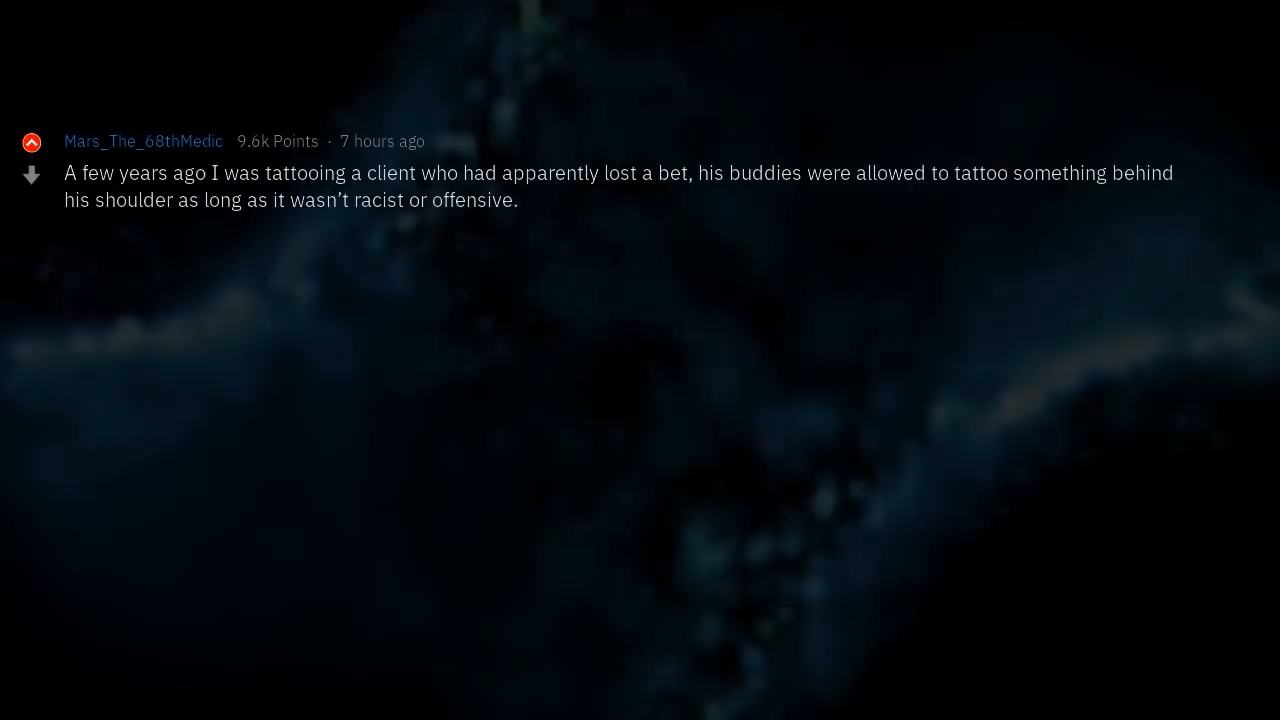 Mars_The_68thMedic 9.6k Points · 7 hours ago
A few years ago I was tattooing a client who had apparently lost a bet, his buddies were allowed to tattoo something behind
his shoulder as long as it wasn’t racist or offensive.